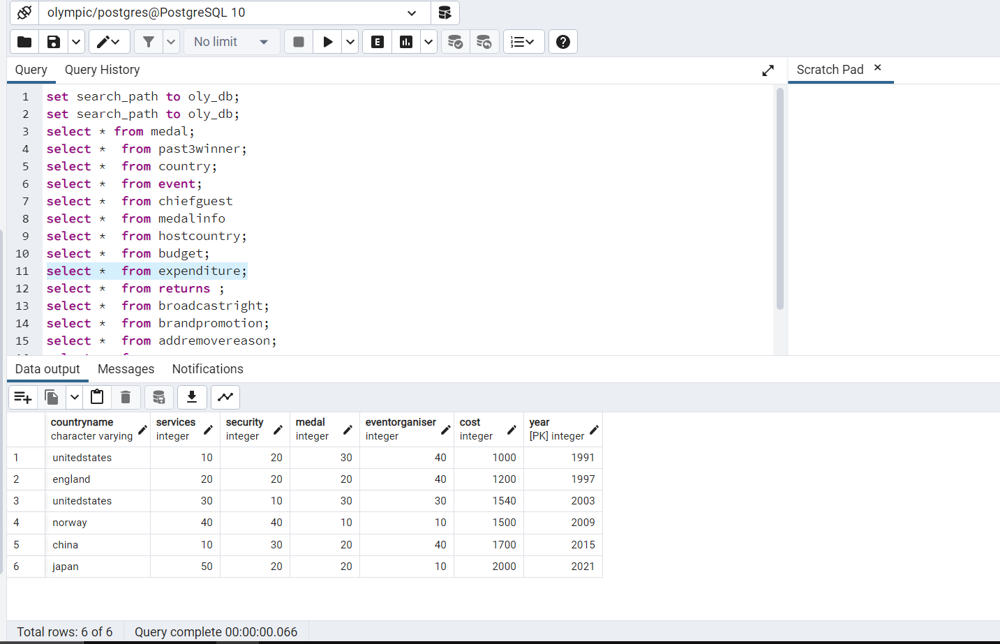 olympic/postgres@PostgreSQL 10
No limit
E
Query Query History
Scratch Pad
1 set search_path to oly_db;
2 set search_path to oly_db;
3 select * from medal;
4 select * from past3winner;
5 select * from country;
6 select * from event;
7 select * from chiefguest
8 select * from medalinfo
9 select * from hostcountry;
10 select * from budget;
11 select * from expenditure;
12 select * from returns ;
13 select * from broadcastright;
14 select * from brandpromotion;
15 select * from addremovereason;
Data output Messages Notifications
countryname services security medal eventorganiser cost year
character varying integer integer integer integer integer [PK] integer
1 unitedstates 10 20 30 40 1000 1991
2 england 20 20 20 40 1200 1997
3 unitedstates 30 10 30 30 1540 2003
4 norway 40 40 10 10 1500 2009
5 china 10 30 20 40 1700 2015
6 japan 50 20 20 10 2000 2021
Total rows: 6 of 6 Query complete 00:00:00.066